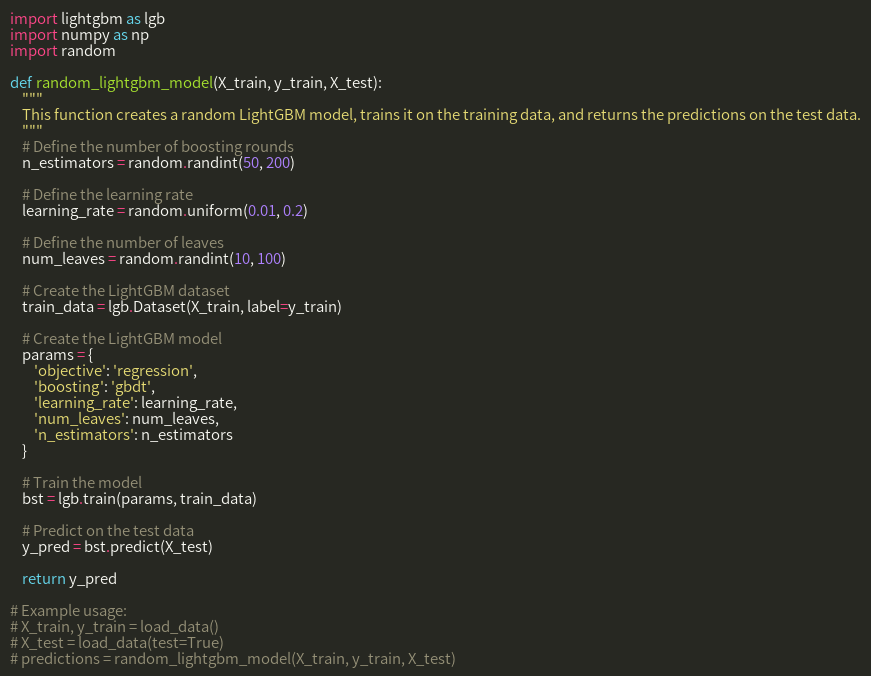 import lightgbm as lgb
import numpy as np
import random

def random_lightgbm_model(X_train, y_train, X_test):
    """
    This function creates a random LightGBM model, trains it on the training data, and returns the predictions on the test data.
    """
    # Define the number of boosting rounds
    n_estimators = random.randint(50, 200)

    # Define the learning rate
    learning_rate = random.uniform(0.01, 0.2)

    # Define the number of leaves
    num_leaves = random.randint(10, 100)

    # Create the LightGBM dataset
    train_data = lgb.Dataset(X_train, label=y_train)

    # Create the LightGBM model
    params = {
        'objective': 'regression',
        'boosting': 'gbdt',
        'learning_rate': learning_rate,
        'num_leaves': num_leaves,
        'n_estimators': n_estimators
    }

    # Train the model
    bst = lgb.train(params, train_data)

    # Predict on the test data
    y_pred = bst.predict(X_test)

    return y_pred

# Example usage:
# X_train, y_train = load_data()
# X_test = load_data(test=True)
# predictions = random_lightgbm_model(X_train, y_train, X_test)